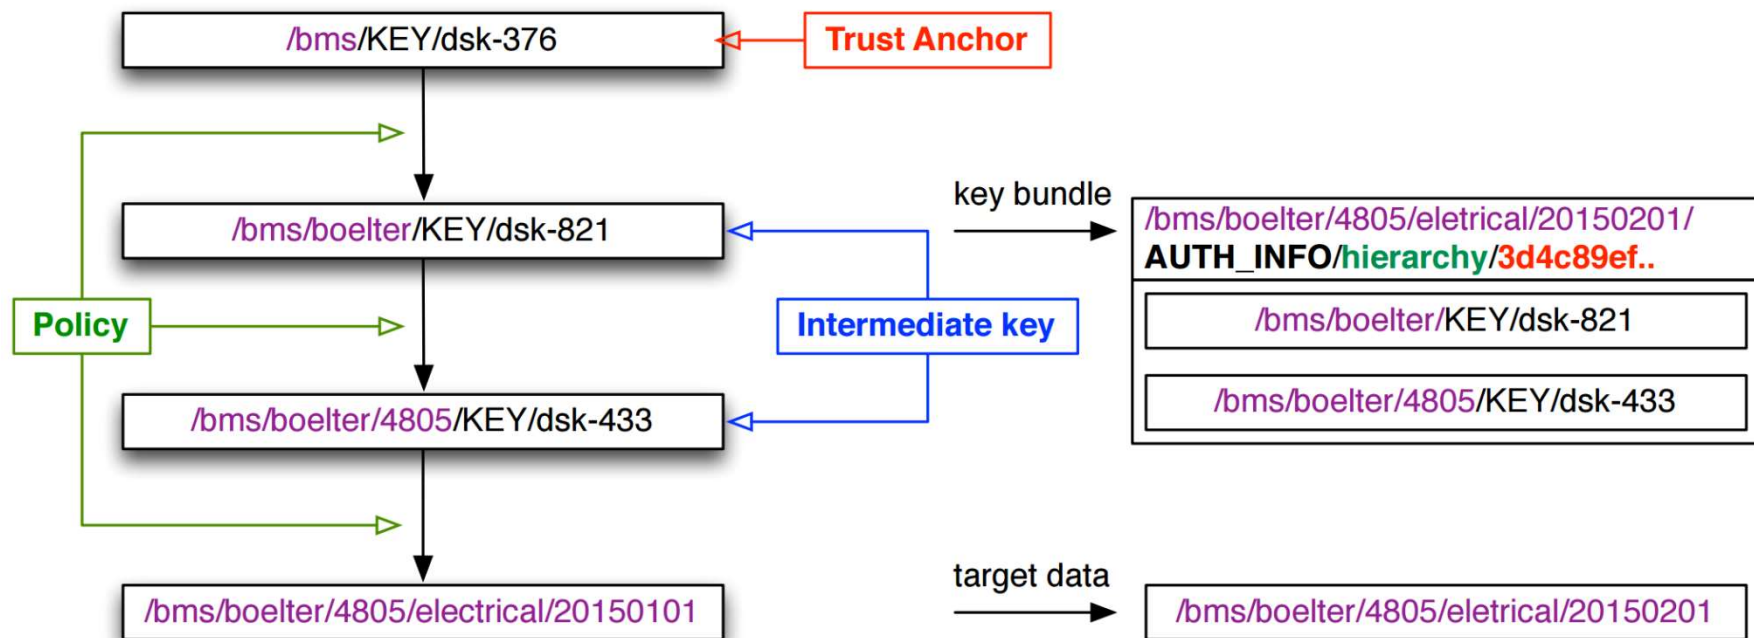 /bms/KEY/dsk-376
Trust Anchor
/bms/boelter/KEY/dsk-821
key bundle
/bms/boelter/4805/eletrical/20150201/
AUTH_INFO/hierarchy/3d4c89ef..
/bms/boelter/KEY/dsk-821
Policy
Intermediate key
/bms/boelter/4805/KEY/dsk-433
/bms/boelter/4805/KEY/dsk-433
target data
/bms/boelter/4805/electrical/20150101
/bms/boelter/4805/eletrical/20150201